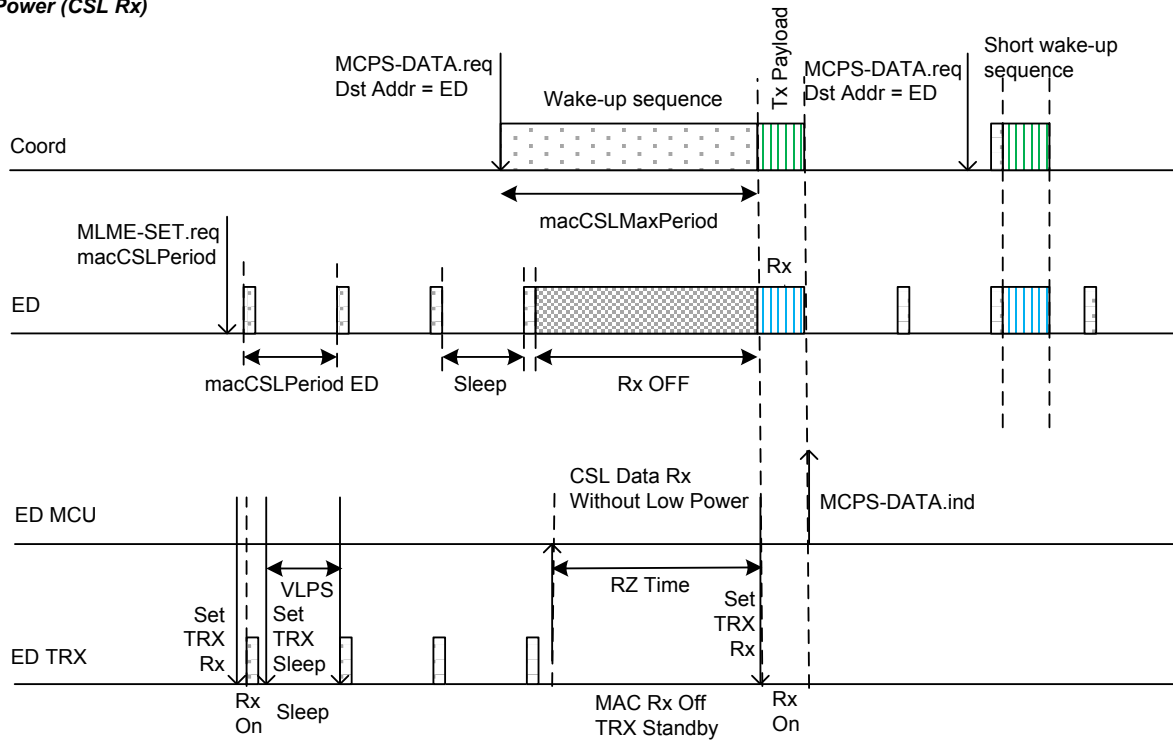 Power (CSL Rx)
MCPS-DATA.req
Dst Addr = ED
Wake-up sequence
Tx Payload
MCPS-DATA.req
Dst Addr = ED
Short wake-up
sequence
Coord
macCSLMaxPeriod
MLME-SET.req
macCSLPeriod
Rx
ED
macCSLPeriod ED
Sleep
Rx OFF
CSL Data Rx
Without Low Power
MCPS-DATA.ind
ED MCU
VLPS
RZ Time
Set
TRX
Rx
Set
TRX
Sleep
Set
TRX
Rx
ED TRX
Rx
On
Sleep
MAC Rx Off
TRX Standby
Rx
On